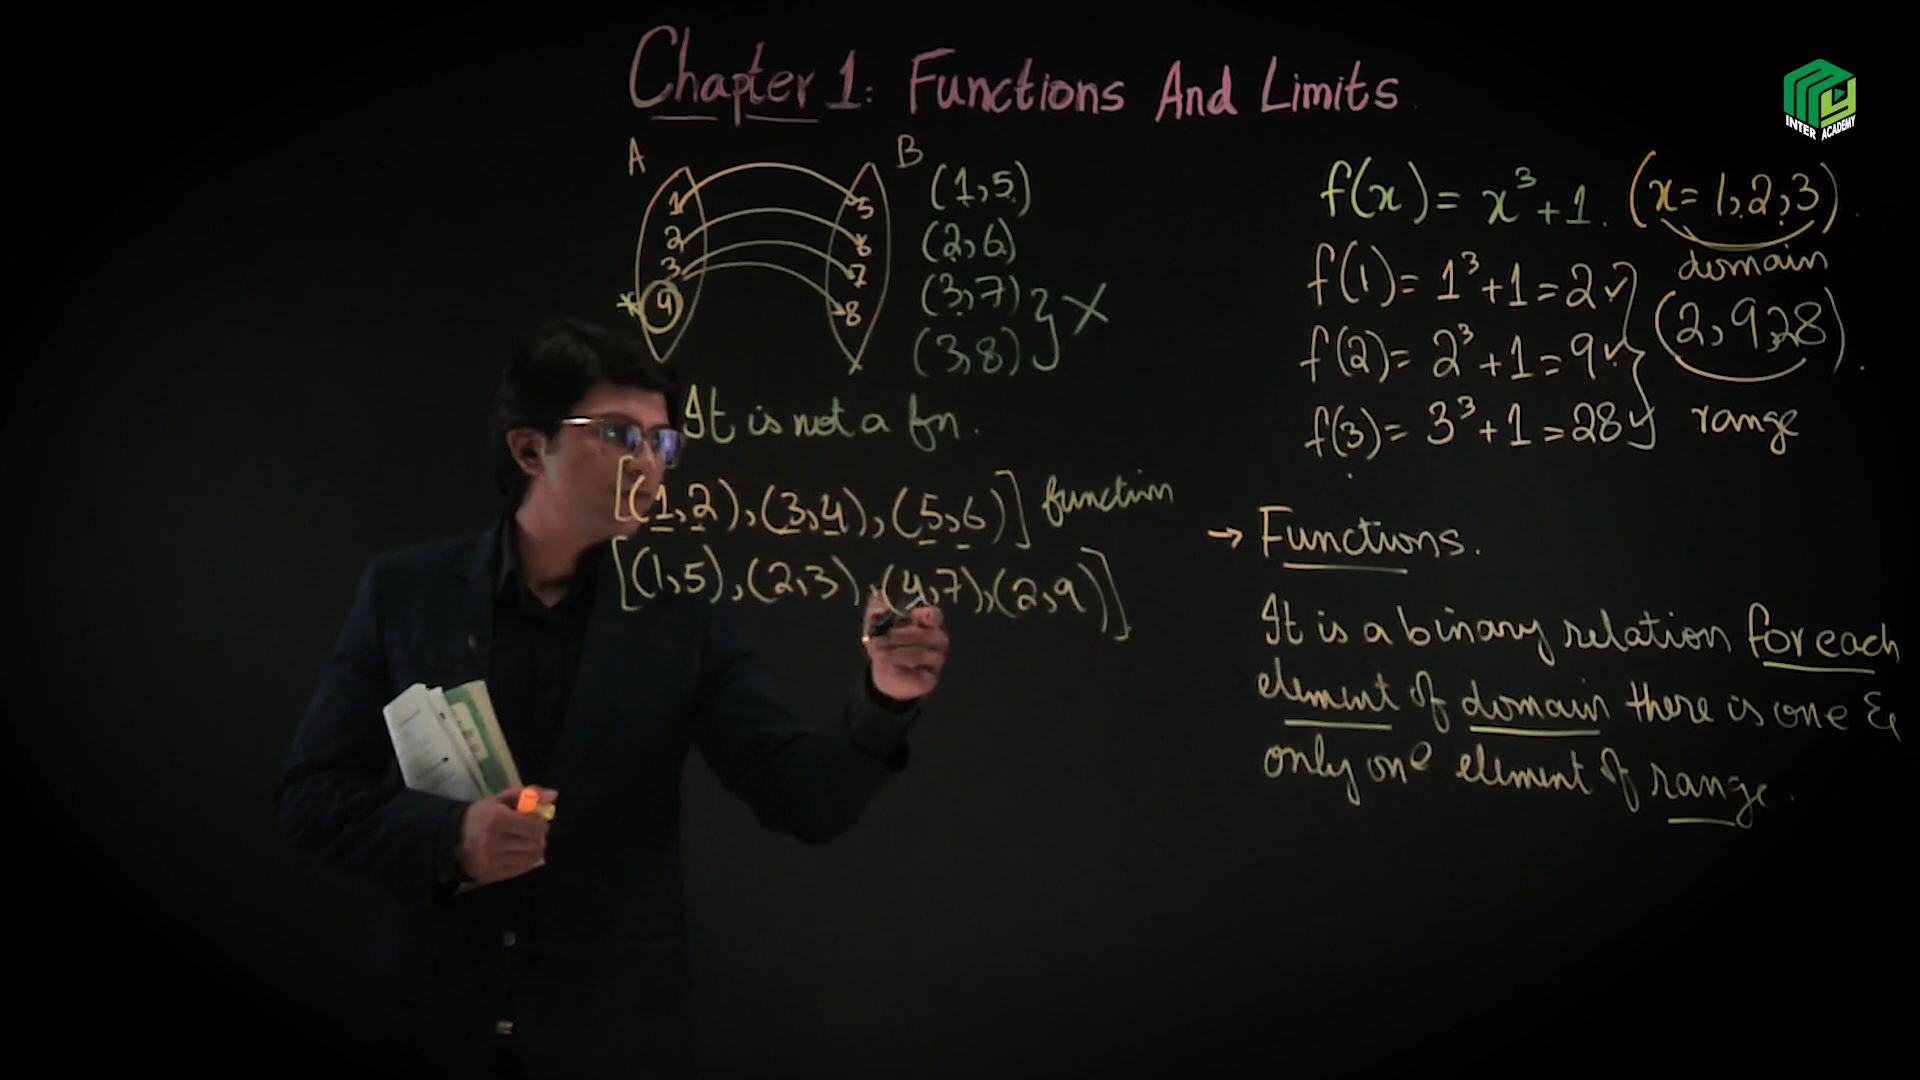 Chapter 1: Functions And Limits
A B
1 5
2 6
3 7
4 8
(1,5)
(2,6)
(3,7)
(3,8) } X
It is not a fn.
[(1,2),(3,4),(5,6)] function
[(1,5),(2,3),(4,7),(2,9)]
f(x) = x³+1. (x=1,2,3).
domain
f(1)= 1³+1=2✓
f(2)= 2³+1=9✓
f(3)= 3³+1=28✓
(2,9,28).
range
→ Functions.
It is a binary relation for each
element of domain there is one &
only one element of range.
MY
INTER ACADEMY